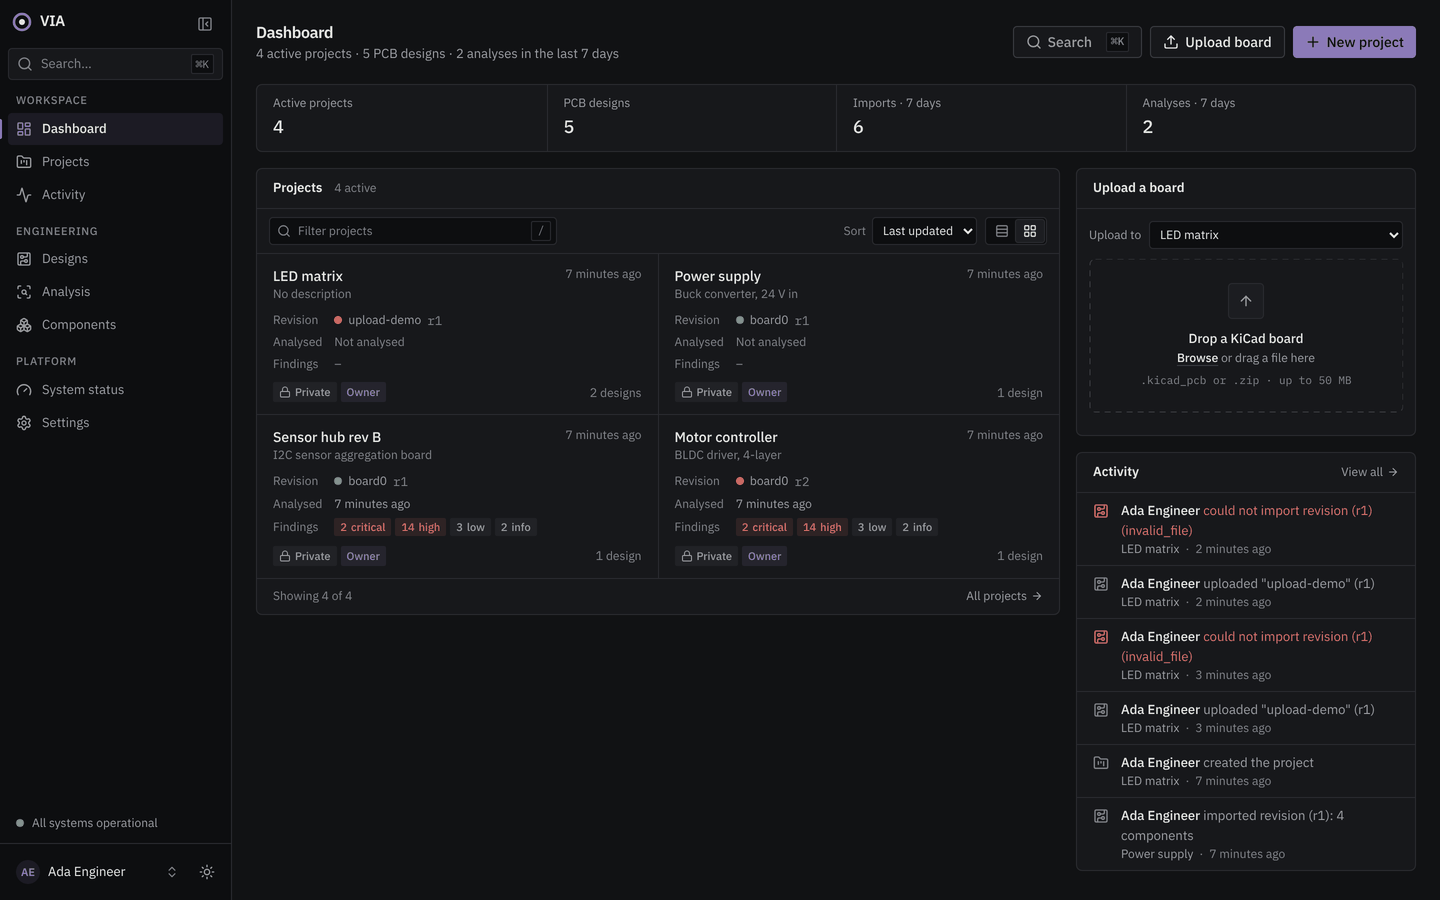 VIA
Search...
⌘K
WORKSPACE
Dashboard
Projects
Activity
ENGINEERING
Designs
Analysis
Components
PLATFORM
System status
Settings
All systems operational
AE
Ada Engineer
Dashboard
4 active projects · 5 PCB designs · 2 analyses in the last 7 days
Search ⌘K
Upload board
New project
Active projects
4
PCB designs
5
Imports · 7 days
6
Analyses · 7 days
2
Projects 4 active
Filter projects /
Sort Last updated
LED matrix 7 minutes ago
No description
Revision upload-demo r1
Analysed Not analysed
Findings –
Private Owner 2 designs
Power supply 7 minutes ago
Buck converter, 24 V in
Revision board0 r1
Analysed Not analysed
Findings –
Private Owner 1 design
Sensor hub rev B 7 minutes ago
I2C sensor aggregation board
Revision board0 r1
Analysed 7 minutes ago
Findings 2 critical 14 high 3 low 2 info
Private Owner 1 design
Motor controller 7 minutes ago
BLDC driver, 4-layer
Revision board0 r2
Analysed 7 minutes ago
Findings 2 critical 14 high 3 low 2 info
Private Owner 1 design
Showing 4 of 4 All projects →
Upload a board
Upload to LED matrix
Drop a KiCad board
Browse or drag a file here
.kicad_pcb or .zip · up to 50 MB
Activity View all →
Ada Engineer could not import revision (r1)
(invalid_file)
LED matrix · 2 minutes ago
Ada Engineer uploaded "upload-demo" (r1)
LED matrix · 2 minutes ago
Ada Engineer could not import revision (r1)
(invalid_file)
LED matrix · 3 minutes ago
Ada Engineer uploaded "upload-demo" (r1)
LED matrix · 3 minutes ago
Ada Engineer created the project
LED matrix · 7 minutes ago
Ada Engineer imported revision (r1): 4
components
Power supply · 7 minutes ago